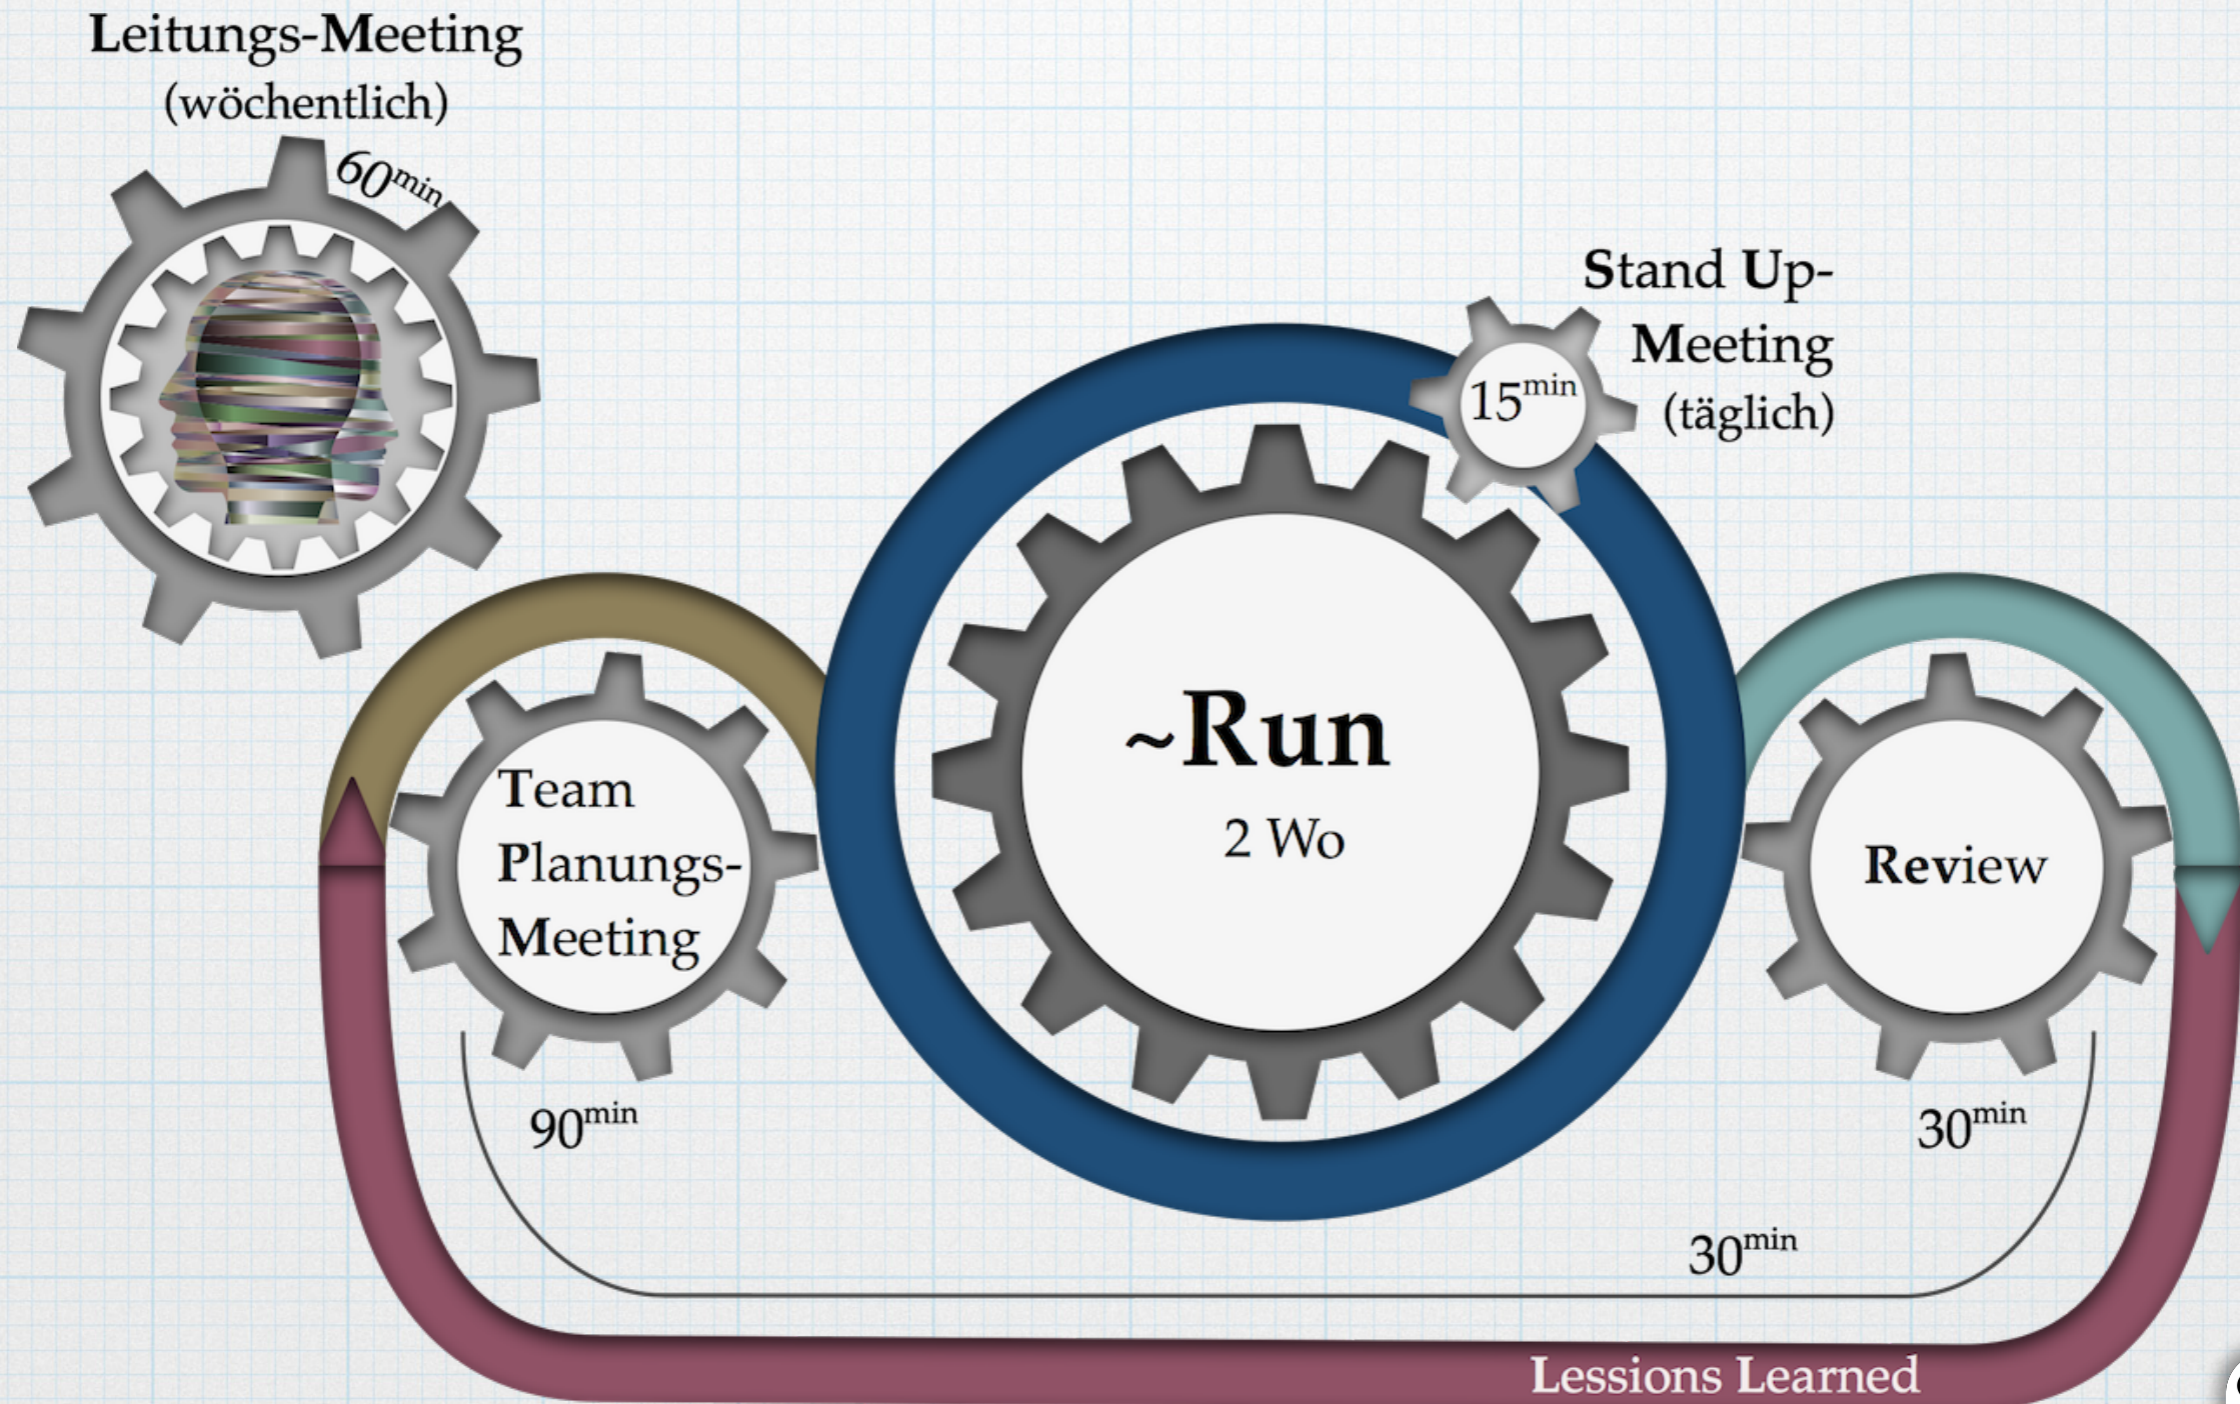 Leitungs-Meeting
(wöchentlich)
60min
Stand Up-
Meeting
(täglich)
15min
Team
Planungs-
Meeting
~Run
2 Wo
Review
90min
30min
30min
Lessions Learned